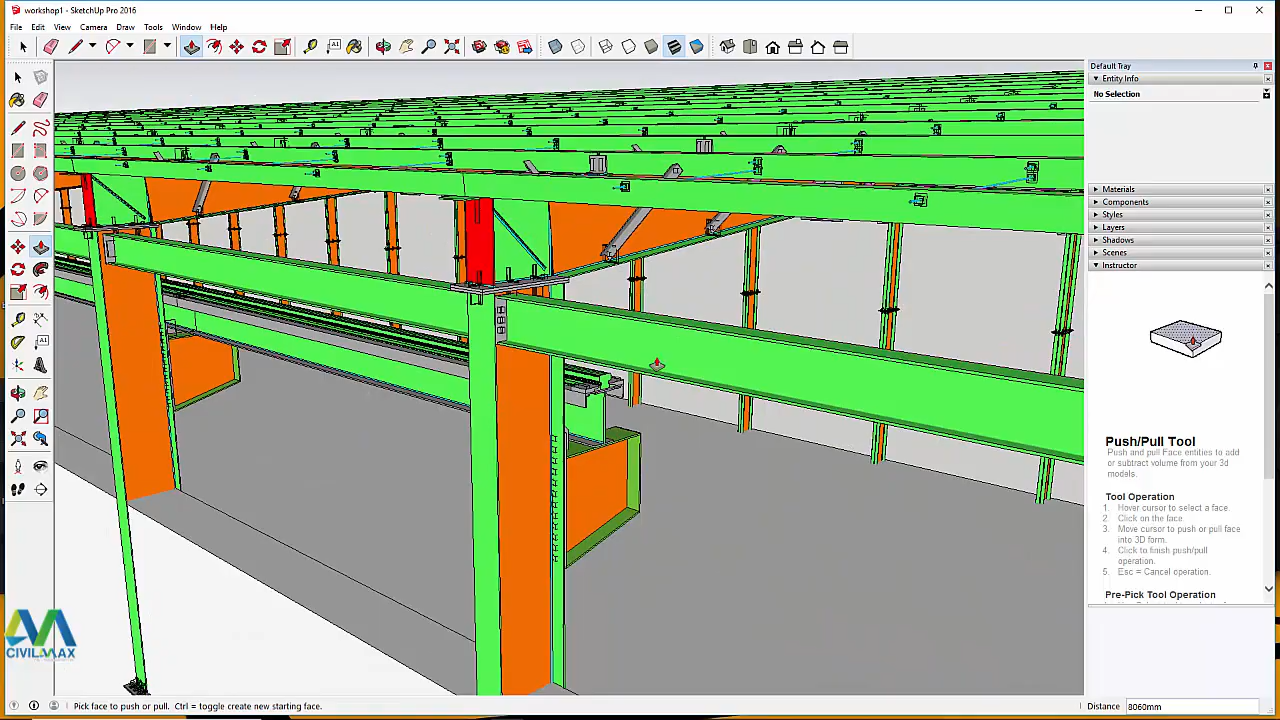 workshop1 - SketchUp Pro 2016
File Edit View Camera Draw Tools Window Help
Default Tray
Entity Info
No Selection
Materials
Components
Styles
Layers
Shadows
Scenes
Instructor
Push/Pull Tool
Push and pull Face entities to add
or subtract volume from your 3d
models.
Tool Operation
1. Hover cursor to select a face.
2. Click on the face.
3. Move cursor to push or pull face
into 3D form.
4. Click to finish push/pull
operation.
5. Esc = Cancel operation.
Pre-Pick Tool Operation
CIVILMAX
Pick face to push or pull. Ctrl = toggle create new starting face.
Distance 8060mm